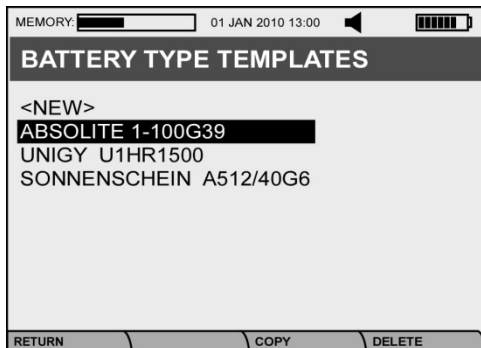 MEMORY: 01 JAN 2010 13:00
BATTERY TYPE TEMPLATES
<NEW>
ABSOLITE 1-100G39
UNIGY U1HR1500
SONNENSCHEIN A512/40G6
RETURN COPY DELETE